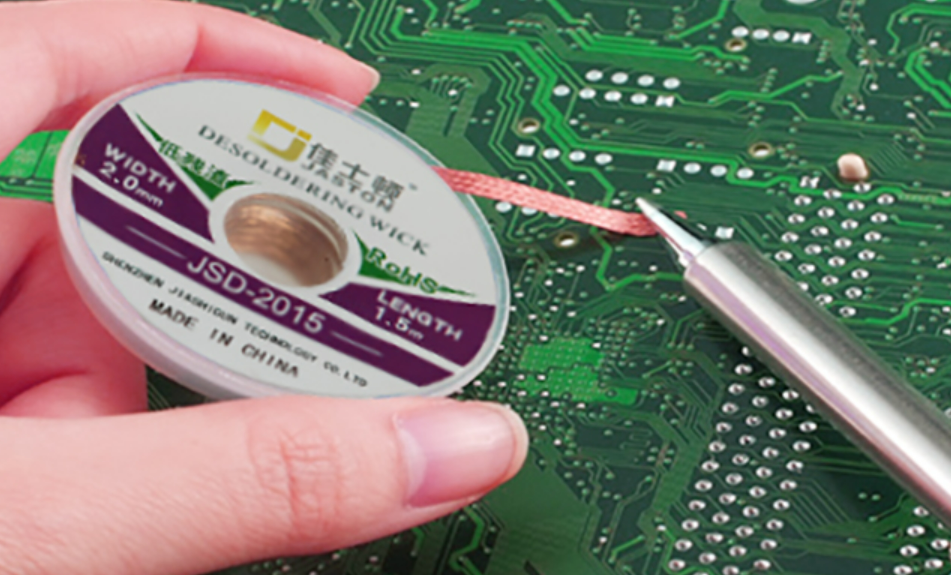 佳士顿
JASTON
DESOLDERING WICK
低残渣
WIDTH
2.0mm
RoHS
JSD-2015
LENGTH
1.5m
SHENZHEN JIASHIDUN TECHNOLOGY CO.LTD
MADE IN CHINA